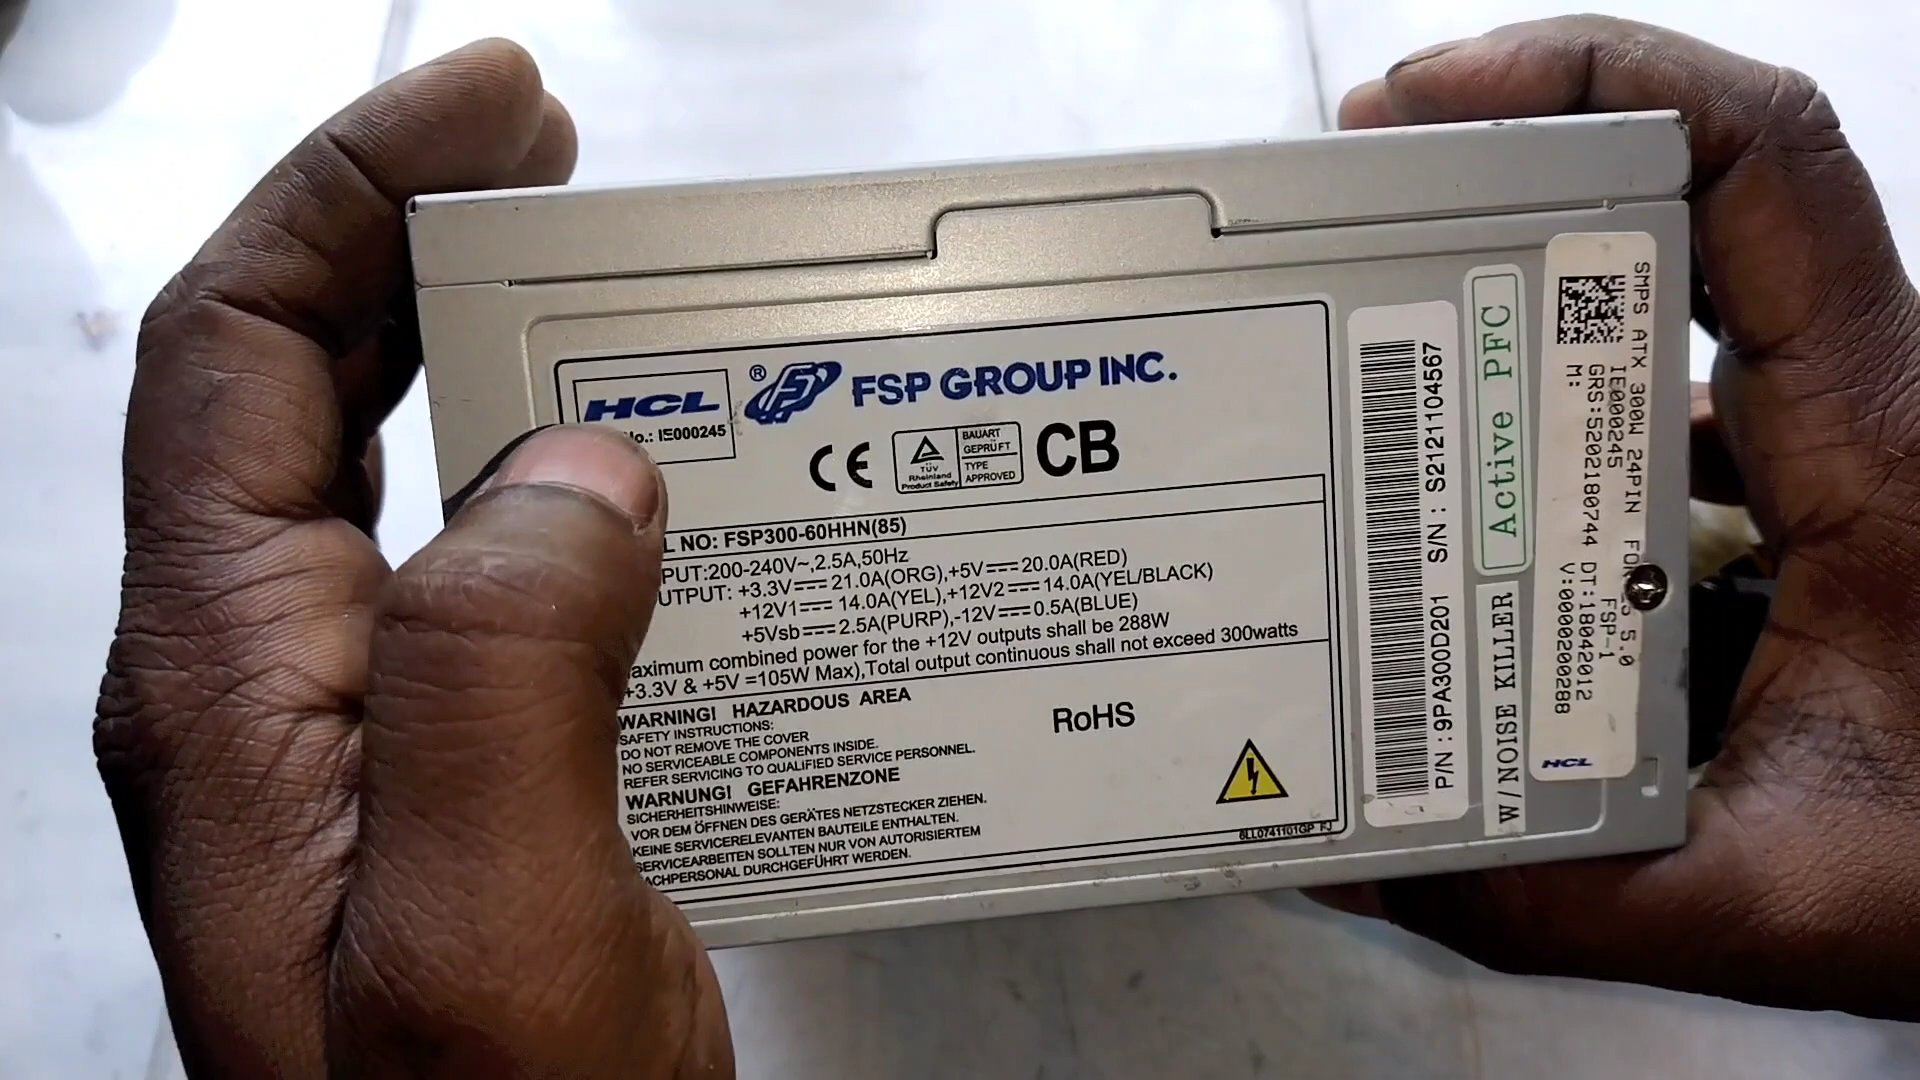 HCL
No.: IE000245
® FSP GROUP INC.
CE
TÜV
Rheinland
Product Safety
BAUART
GEPRÜFT
TYPE
APPROVED
CB
L NO: FSP300-60HHN(85)
PUT:200-240V~,2.5A,50Hz
UTPUT: +3.3V⎓21.0A(ORG),+5V⎓20.0A(RED)
+12V1⎓14.0A(YEL),+12V2⎓14.0A(YEL/BLACK)
+5Vsb⎓2.5A(PURP),-12V⎓0.5A(BLUE)
aximum combined power for the +12V outputs shall be 288W
+3.3V & +5V =105W Max),Total output continuous shall not exceed 300watts
WARNING! HAZARDOUS AREA
SAFETY INSTRUCTIONS:
DO NOT REMOVE THE COVER
NO SERVICEABLE COMPONENTS INSIDE.
REFER SERVICING TO QUALIFIED SERVICE PERSONNEL.
WARNUNG! GEFAHRENZONE
SICHERHEITSHINWEISE:
VOR DEM ÖFFNEN DES GERÄTES NETZSTECKER ZIEHEN.
KEINE SERVICERELEVANTEN BAUTEILE ENTHALTEN.
SERVICEARBEITEN SOLLTEN NUR VON AUTORISIERTEM
ACHPERSONAL DURCHGEFÜHRT WERDEN.
RoHS
6LL0741101GP FJ
P/N : 9PA300D201 S/N : S2121104567
Active PFC
W/NOISE KILLER
SMPS ATX 300W 24PIN FOR ES 5.0
IE000245 FSP-1
GRS:5202180744 DT:18042012
M: V:0000200288
HCL